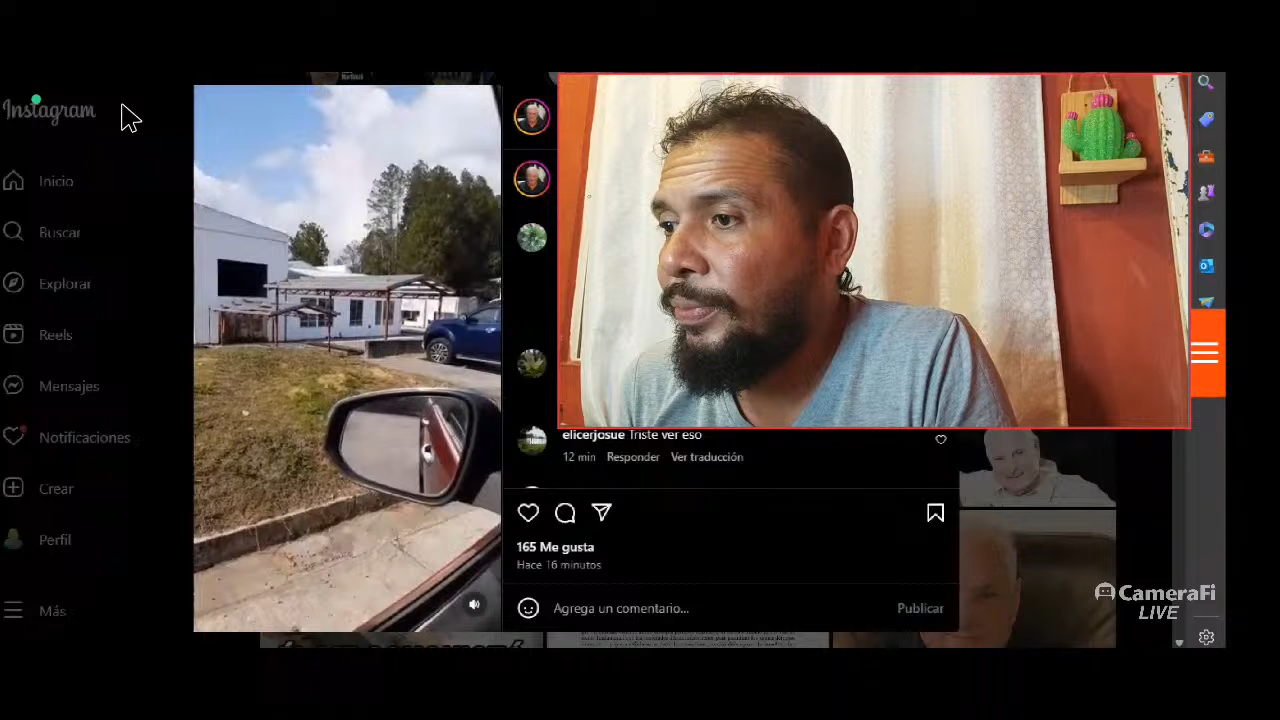 Instagram
Inicio
Buscar
Explorar
Reels
Mensajes
Notificaciones
Crear
Perfil
Más
elicerjosue Triste ver eso
12 min Responder Ver traducción
165 Me gusta
Hace 16 minutos
Agrega un comentario... Publicar
CameraFi
LIVE